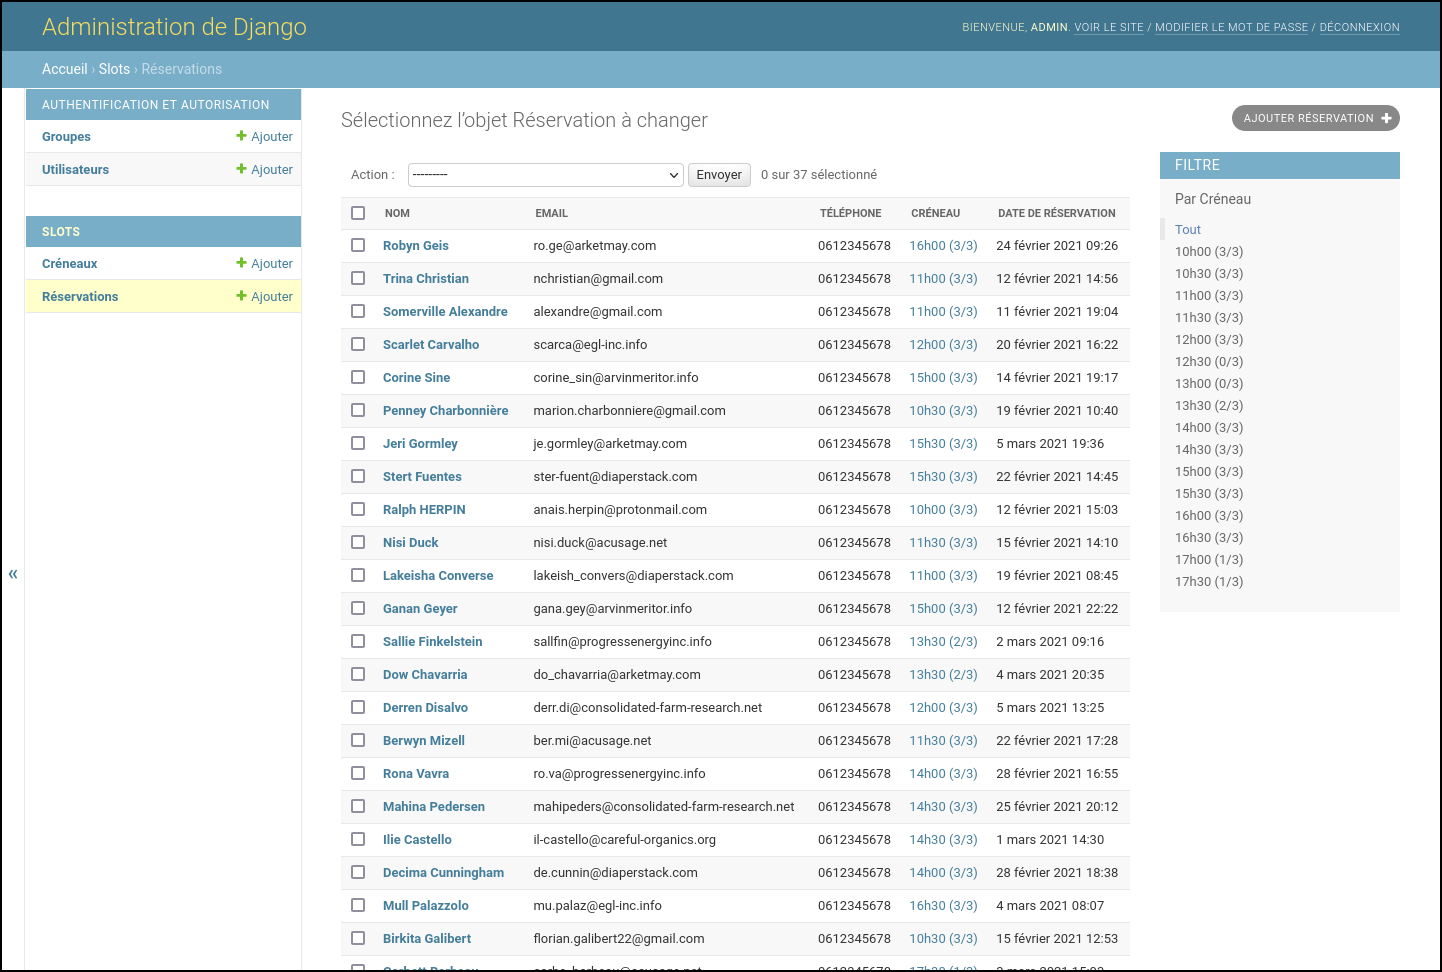 Administration de Django
BIENVENUE, ADMIN. VOIR LE SITE / MODIFIER LE MOT DE PASSE / DÉCONNEXION
Accueil › Slots › Réservations
AUTHENTIFICATION ET AUTORISATION
Groupes Ajouter
Utilisateurs Ajouter
SLOTS
Créneaux Ajouter
Réservations Ajouter
«
Sélectionnez l’objet Réservation à changer
AJOUTER RÉSERVATION
Action : --------- Envoyer 0 sur 37 sélectionné
NOM EMAIL TÉLÉPHONE CRÉNEAU DATE DE RÉSERVATION
Robyn Geis ro.ge@arketmay.com 0612345678 16h00 (3/3) 24 février 2021 09:26
Trina Christian nchristian@gmail.com 0612345678 11h00 (3/3) 12 février 2021 14:56
Somerville Alexandre alexandre@gmail.com 0612345678 11h00 (3/3) 11 février 2021 19:04
Scarlet Carvalho scarca@egl-inc.info 0612345678 12h00 (3/3) 20 février 2021 16:22
Corine Sine corine_sin@arvinmeritor.info 0612345678 15h00 (3/3) 14 février 2021 19:17
Penney Charbonnière marion.charbonniere@gmail.com 0612345678 10h30 (3/3) 19 février 2021 10:40
Jeri Gormley je.gormley@arketmay.com 0612345678 15h30 (3/3) 5 mars 2021 19:36
Stert Fuentes ster-fuent@diaperstack.com 0612345678 15h30 (3/3) 22 février 2021 14:45
Ralph HERPIN anais.herpin@protonmail.com 0612345678 10h00 (3/3) 12 février 2021 15:03
Nisi Duck nisi.duck@acusage.net 0612345678 11h30 (3/3) 15 février 2021 14:10
Lakeisha Converse lakeish_convers@diaperstack.com 0612345678 11h00 (3/3) 19 février 2021 08:45
Ganan Geyer gana.gey@arvinmeritor.info 0612345678 15h00 (3/3) 12 février 2021 22:22
Sallie Finkelstein sallfin@progressenergyinc.info 0612345678 13h30 (2/3) 2 mars 2021 09:16
Dow Chavarria do_chavarria@arketmay.com 0612345678 13h30 (2/3) 4 mars 2021 20:35
Derren Disalvo derr.di@consolidated-farm-research.net 0612345678 12h00 (3/3) 5 mars 2021 13:25
Berwyn Mizell ber.mi@acusage.net 0612345678 11h30 (3/3) 22 février 2021 17:28
Rona Vavra ro.va@progressenergyinc.info 0612345678 14h00 (3/3) 28 février 2021 16:55
Mahina Pedersen mahipeders@consolidated-farm-research.net 0612345678 14h30 (3/3) 25 février 2021 20:12
Ilie Castello il-castello@careful-organics.org 0612345678 14h30 (3/3) 1 mars 2021 14:30
Decima Cunningham de.cunnin@diaperstack.com 0612345678 14h00 (3/3) 28 février 2021 18:38
Mull Palazzolo mu.palaz@egl-inc.info 0612345678 16h30 (3/3) 4 mars 2021 08:07
Birkita Galibert florian.galibert22@gmail.com 0612345678 10h30 (3/3) 15 février 2021 12:53
FILTRE
Par Créneau
Tout
10h00 (3/3)
10h30 (3/3)
11h00 (3/3)
11h30 (3/3)
12h00 (3/3)
12h30 (0/3)
13h00 (0/3)
13h30 (2/3)
14h00 (3/3)
14h30 (3/3)
15h00 (3/3)
15h30 (3/3)
16h00 (3/3)
16h30 (3/3)
17h00 (1/3)
17h30 (1/3)